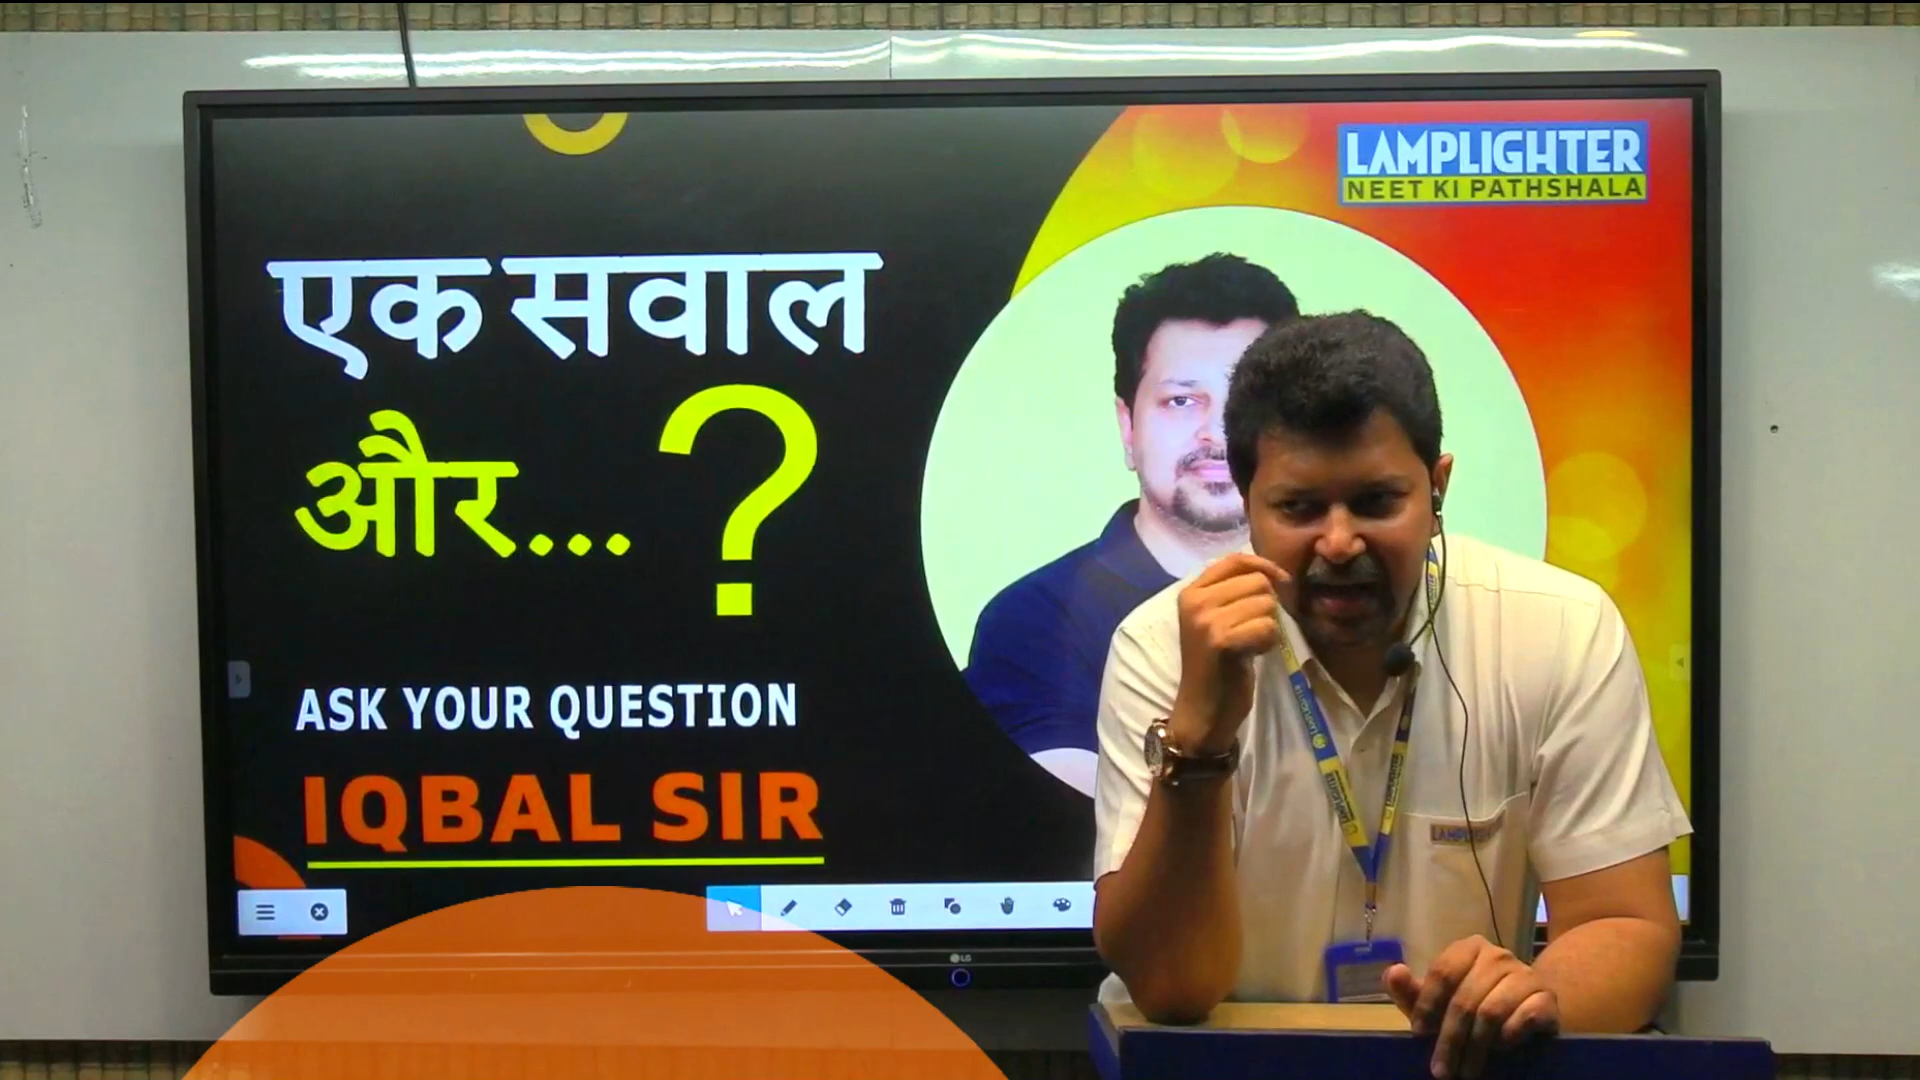 LAMPLIGHTER
NEET KI PATHSHALA
एक सवाल
और... ?
ASK YOUR QUESTION
IQBAL SIR
LG